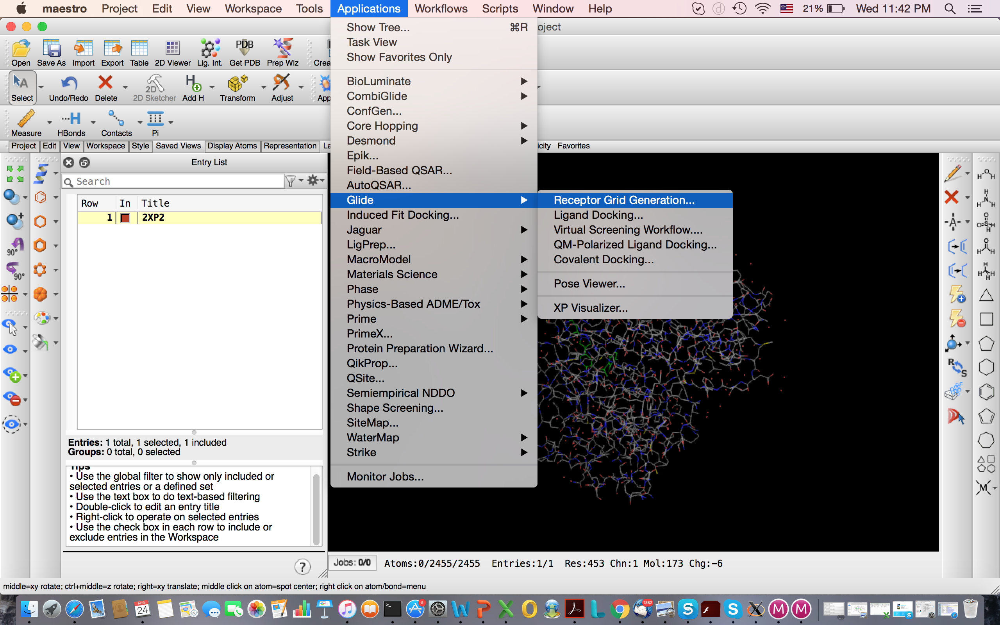 maestro Project Edit View Workspace Tools Applications Workflows Scripts Window Help 21% Wed 11:42 PM
oject
Open Save As Import Export Table 2D Viewer Lig. Int. PDB Get PDB Prep Wiz Crea
A Select Undo/Redo Delete 2D 2D Sketcher H Add H Transform Adjust App
Measure H HBonds Contacts Pi
Project Edit View Workspace Style Saved Views Display Atoms Representation La icity Favorites
Show Tree... ⌘R
Task View
Show Favorites Only
BioLuminate
CombiGlide
ConfGen...
Core Hopping
Desmond
Epik...
Field-Based QSAR...
AutoQSAR...
Glide
Induced Fit Docking...
Jaguar
LigPrep...
MacroModel
Materials Science
Phase
Physics-Based ADME/Tox
Prime
PrimeX...
Protein Preparation Wizard...
QikProp...
QSite...
Semiempirical NDDO
Shape Screening...
SiteMap...
WaterMap
Strike
Monitor Jobs...
Receptor Grid Generation...
Ligand Docking...
Virtual Screening Workflow....
QM-Polarized Ligand Docking...
Covalent Docking...
Pose Viewer...
XP Visualizer...
Entry List
Search
Row In Title
1 2XP2
90°
90°
Entries: 1 total, 1 selected, 1 included
Groups: 0 total, 0 selected
Tips
• Use the global filter to show only included or
selected entries or a defined set
• Use the text box to do text-based filtering
• Double-click to edit an entry title
• Right-click to operate on selected entries
• Use the check box in each row to include or
exclude entries in the Workspace
?
Jobs: 0/0 Atoms:0/2455/2455 Entries:1/1 Res:453 Chn:1 Mol:173 Chg:-6
A
R
S
M
middle=xy rotate; ctrl+middle=z rotate; right=xy translate; middle click on atom=spot center; right click on atom/bond=menu
AUG
24
5
1882